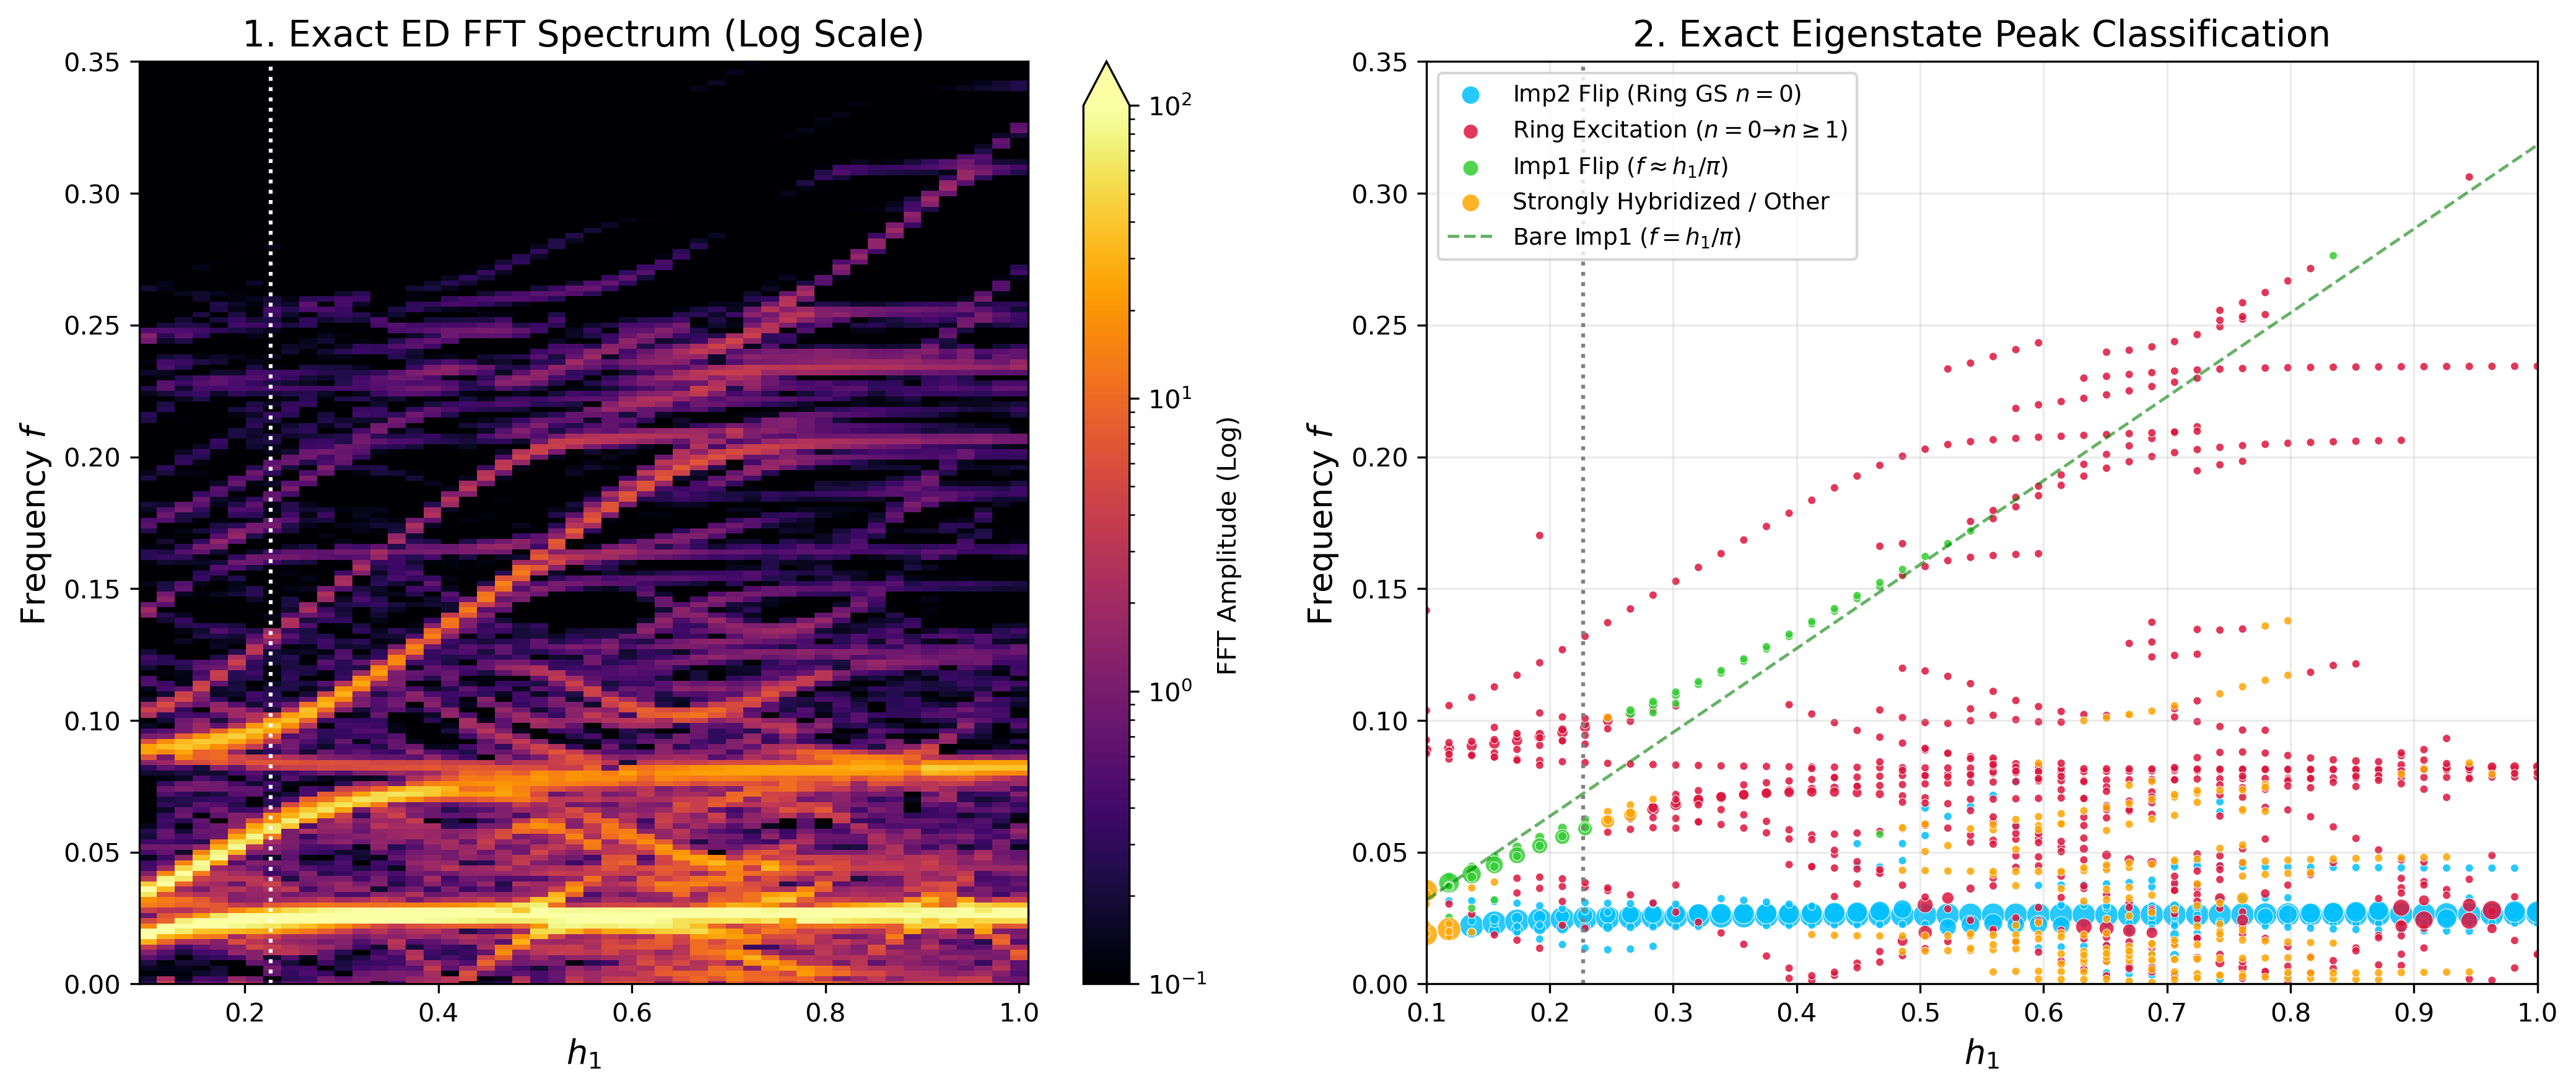 1. Exact ED FFT Spectrum (Log Scale)
Frequency f
0.35
0.30
0.25
0.20
0.15
0.10
0.05
0.00
0.2
0.4
0.6
0.8
1.0
h₁
10²
10¹
10⁰
10⁻¹
FFT Amplitude (Log)
2. Exact Eigenstate Peak Classification
Frequency f
0.35
0.30
0.25
0.20
0.15
0.10
0.05
0.00
Imp2 Flip (Ring GS n = 0)
Ring Excitation (n = 0→n ≥ 1)
Imp1 Flip (f ≈ h₁/π)
Strongly Hybridized / Other
Bare Imp1 (f = h₁/π)
0.1
0.2
0.3
0.4
0.5
0.6
0.7
0.8
0.9
1.0
h₁